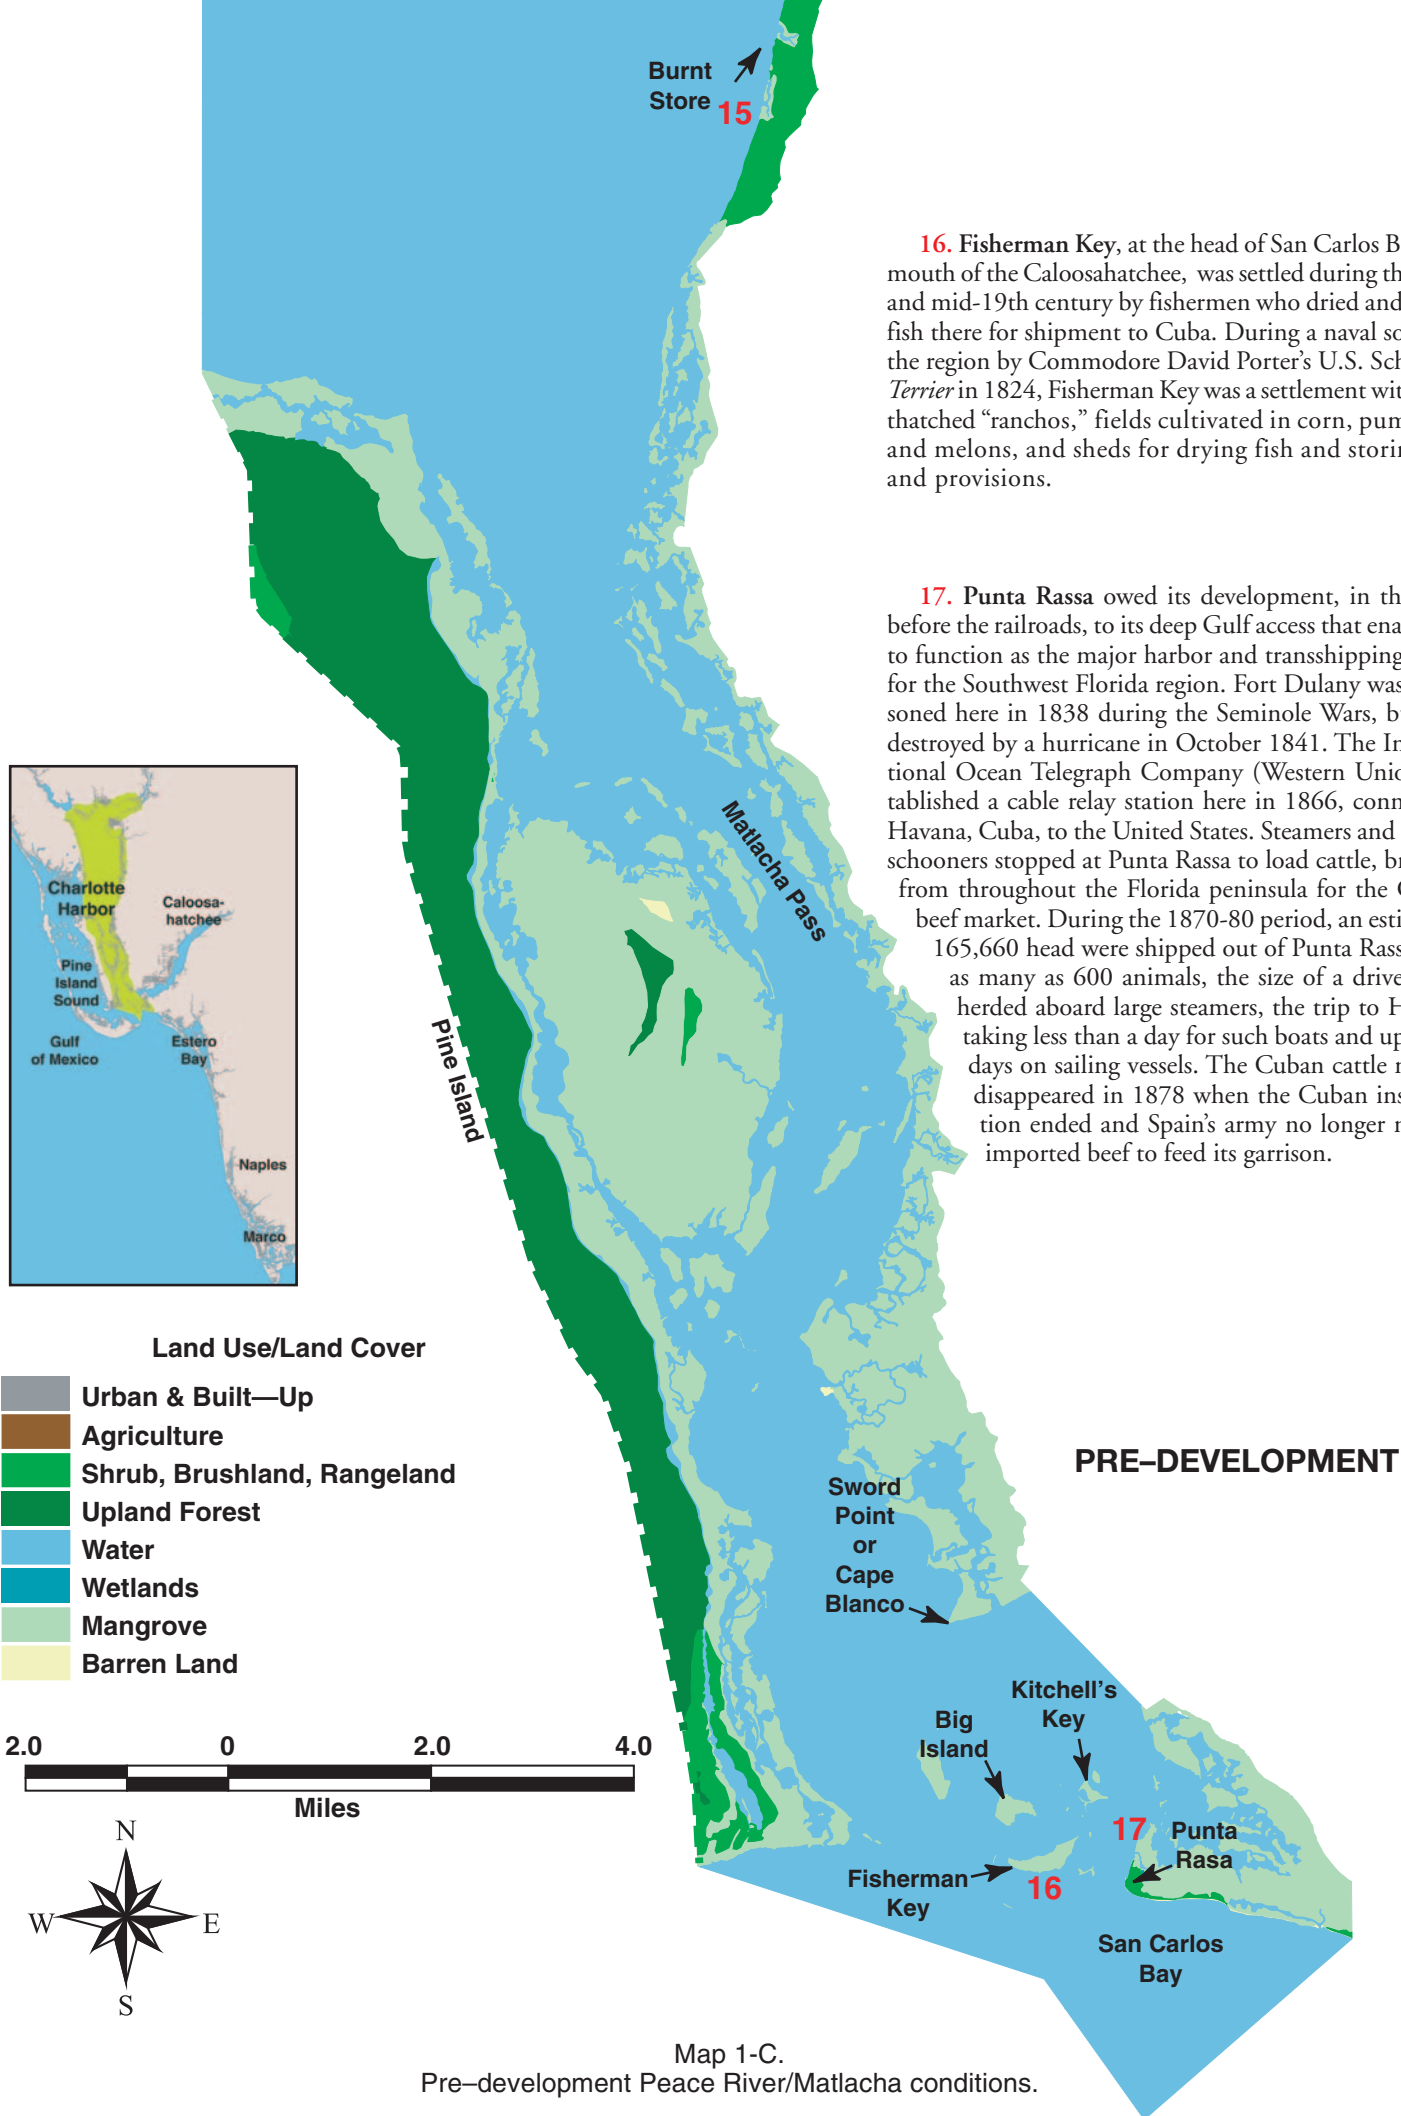 Burnt
Store
15
16. Fisherman Key, at the head of San Carlos B
mouth of the Caloosahatchee, was settled during th
and mid-19th century by fishermen who dried and
fish there for shipment to Cuba. During a naval so
the region by Commodore David Porter's U.S. Sch
Terrier in 1824, Fisherman Key was a settlement wit
thatched "ranchos," fields cultivated in corn, pum
and melons, and sheds for drying fish and storin
and provisions.
17. Punta Rassa owed its development, in th
before the railroads, to its deep Gulf access that ena
to function as the major harbor and transshipping
for the Southwest Florida region. Fort Dulany was
soned here in 1838 during the Seminole Wars, b
destroyed by a hurricane in October 1841. The In
tional Ocean Telegraph Company (Western Unio
tablished a cable relay station here in 1866, conn
Havana, Cuba, to the United States. Steamers and
schooners stopped at Punta Rassa to load cattle, br
from throughout the Florida peninsula for the C
beef market. During the 1870-80 period, an esti
165,660 head were shipped out of Punta Rass
as many as 600 animals, the size of a drive
herded aboard large steamers, the trip to H
taking less than a day for such boats and up
days on sailing vessels. The Cuban cattle m
disappeared in 1878 when the Cuban ins
tion ended and Spain's army no longer n
imported beef to feed its garrison.
Matlacha Pass
Pine Island
Charlotte
Harbor
Caloosa-
hatchee
Pine
Island
Sound
Gulf
of Mexico
Estero
Bay
Naples
Marco
Land Use/Land Cover
Urban & Built—Up
Agriculture
Shrub, Brushland, Rangeland
Upland Forest
Water
Wetlands
Mangrove
Barren Land
PRE–DEVELOPMENT
Sword
Point
or
Cape
Blanco
Kitchell's
Key
Big
Island
17
Punta
Rasa
Fisherman
Key
16
San Carlos
Bay
2.0 0 2.0 4.0
Miles
N
W E
S
Map 1-C.
Pre–development Peace River/Matlacha conditions.